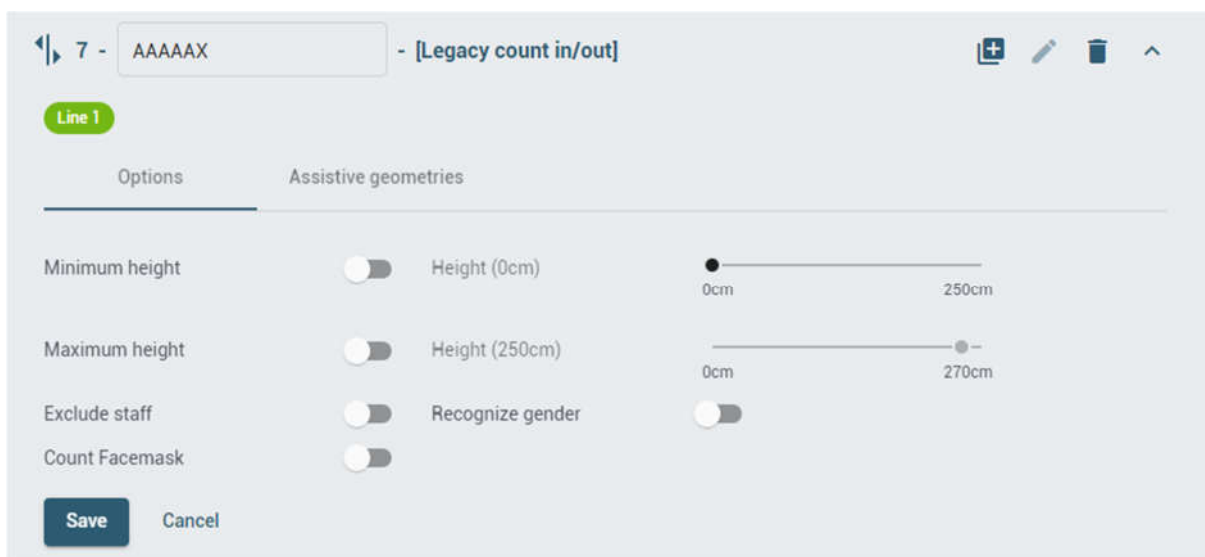 7 - AAAAAX - [Legacy count in/out]
Line 1
Options Assistive geometries
Minimum height Height (0cm)
0cm 250cm
Maximum height Height (250cm)
0cm 270cm
Exclude staff Recognize gender
Count Facemask
Save Cancel